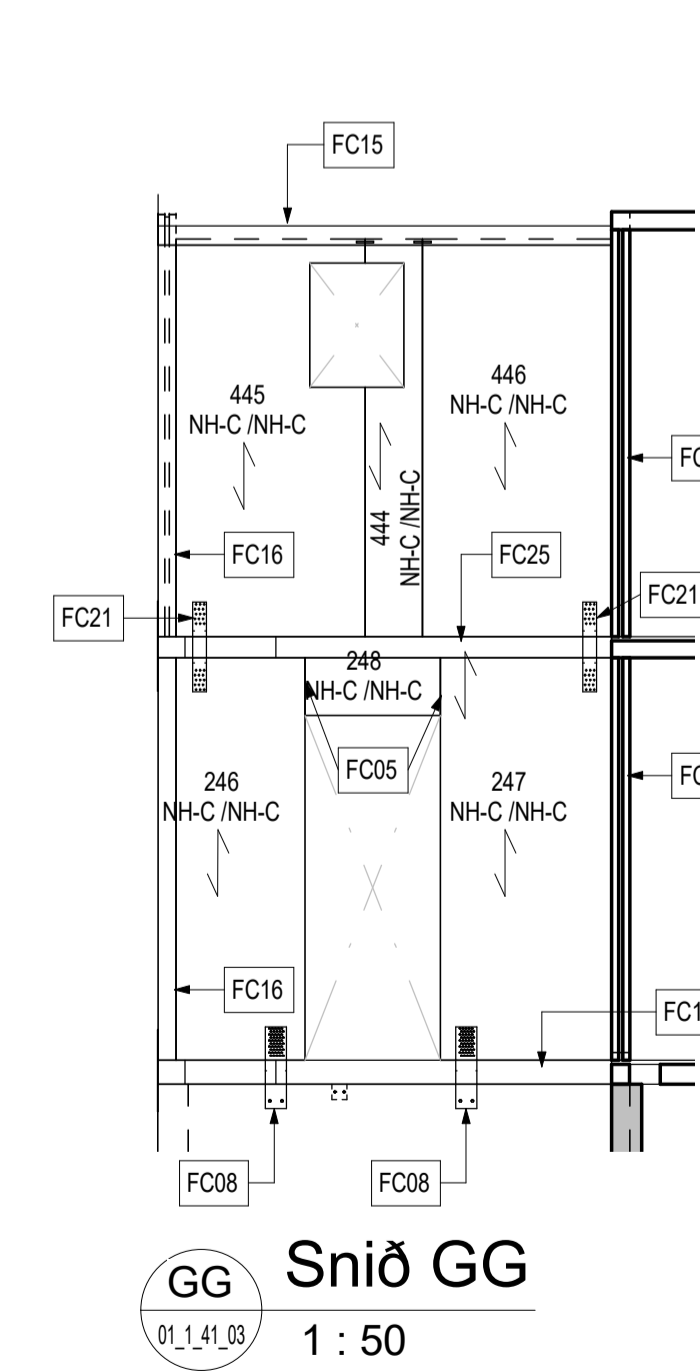 FC15
445
NH-C /NH-C
446
NH-C /NH-C
444
NH-C /NH-C
FC16
FC25
FC21
FC21
248
NH-C /NH-C
FC05
246
NH-C /NH-C
247
NH-C /NH-C
FC16
FC08
FC08
GG
01_1_41_03
Snið GG
1 : 50